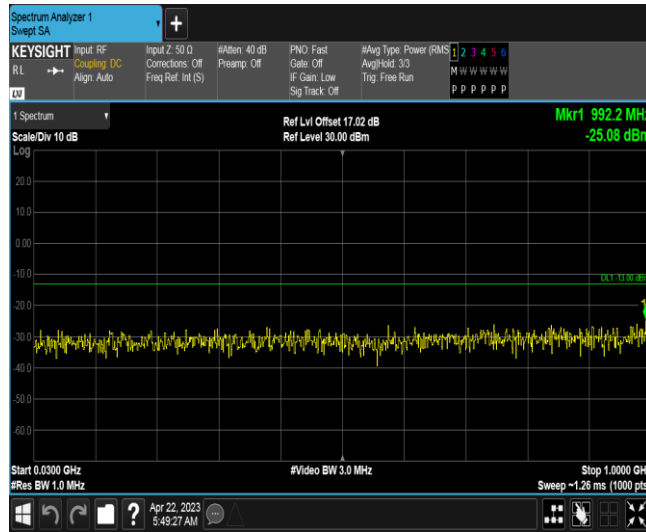 Spectrum Analyzer 1
Swept SA
+
KEYSIGHT
RL
LXI
Input: RF
Coupling: DC
Align: Auto
Input Z: 50 Ω
Corrections: Off
Freq Ref: Int (S)
#Atten: 40 dB
Preamp: Off
PNO: Fast
Gate: Off
IF Gain: Low
Sig Track: Off
#Avg Type: Power (RMS
Avg|Hold: 3/3
Trig: Free Run
1 2 3 4 5 6
M W W W W W
P P P P P P
1 Spectrum
Scale/Div 10 dB
Ref Lvl Offset 17.02 dB
Ref Level 30.00 dBm
Mkr1 992.2 MHz
-25.08 dBm
Log
20.0
10.0
0.00
-10.0
-20.0
-30.0
-40.0
-50.0
-60.0
DL1 -13.00 dBm
Start 0.0300 GHz
#Res BW 1.0 MHz
#Video BW 3.0 MHz
Stop 1.0000 GH
Sweep ~1.26 ms (1000 pts
?
Apr 22, 2023
5:49:27 AM